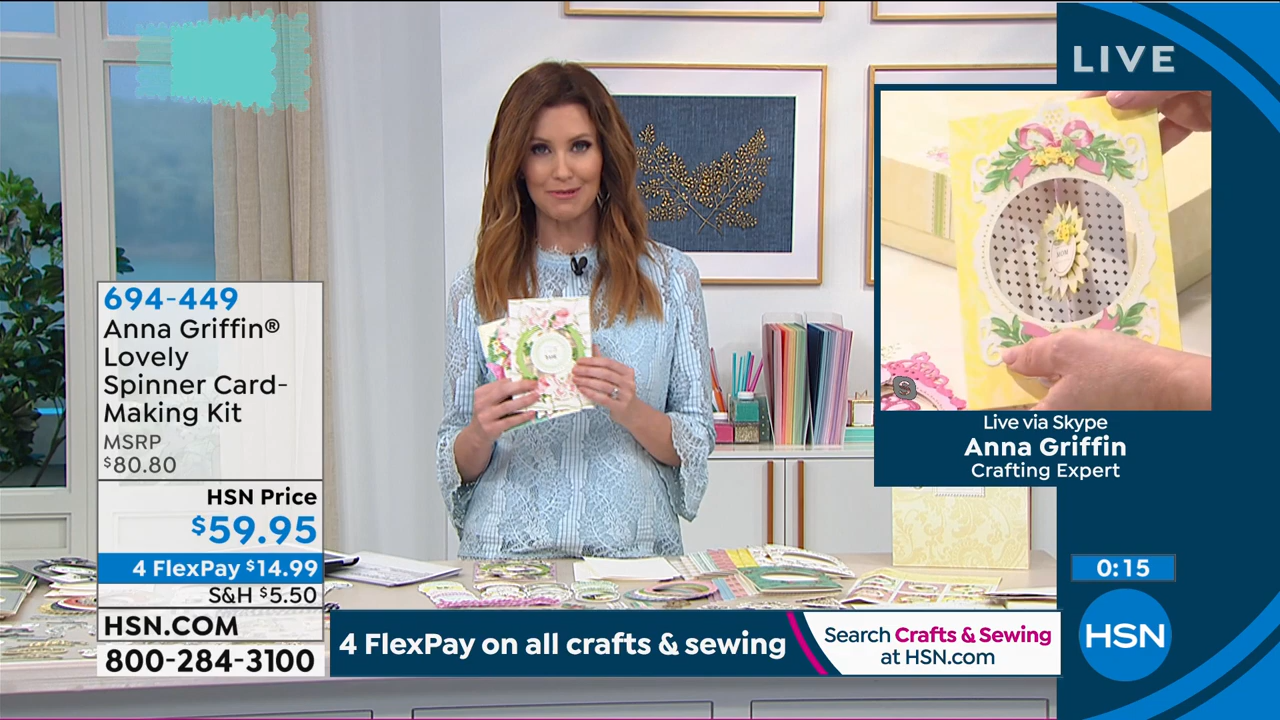 LIVE
694-449
Anna Griffin®
Lovely
Spinner Card-
Making Kit
MSRP
$80.80
HSN Price
$59.95
4 FlexPay $14.99
S&H $5.50
HSN.COM
800-284-3100
MOM
S
Live via Skype
Anna Griffin
Crafting Expert
0:15
HSN
4 FlexPay on all crafts & sewing
Search Crafts & Sewing
at HSN.com